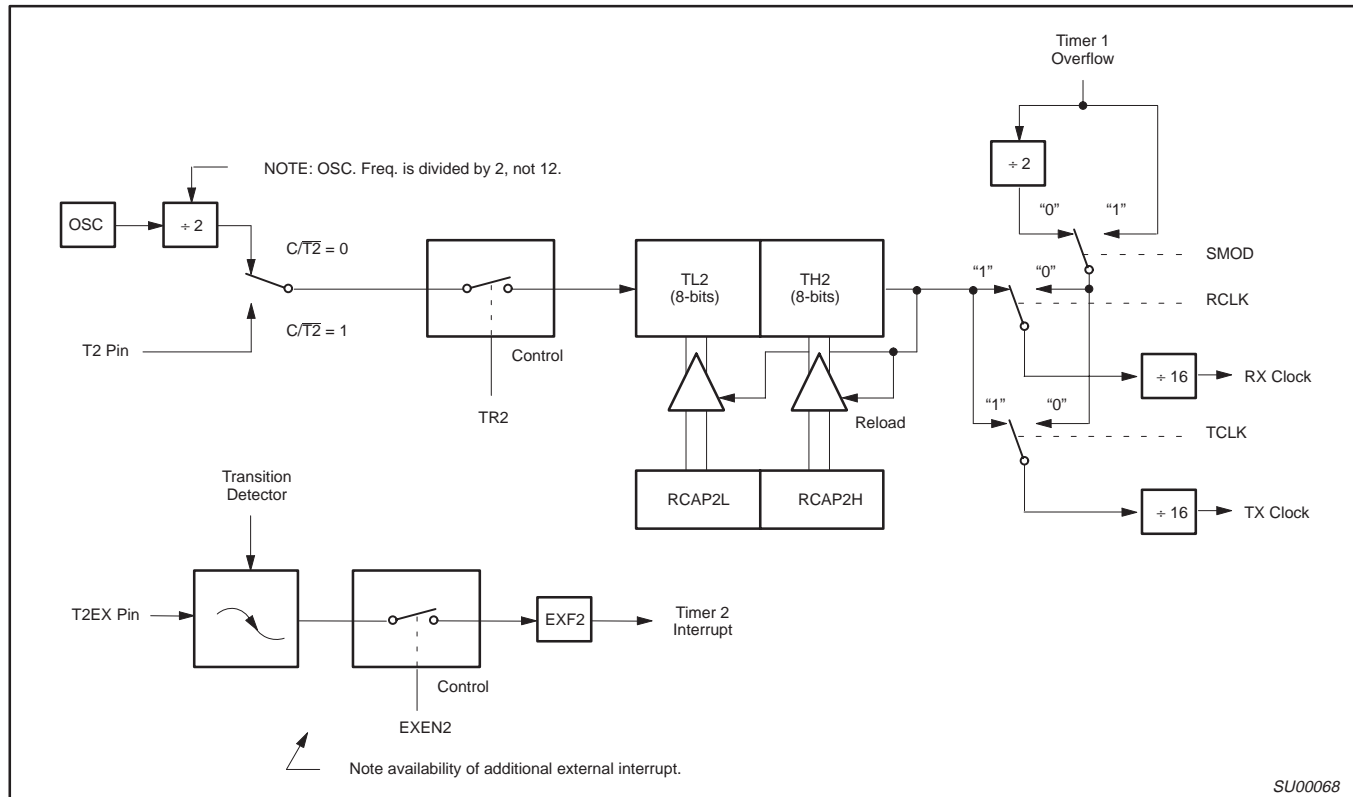 Timer 1
Overflow
÷ 2
NOTE: OSC. Freq. is divided by 2, not 12.
"0"
"1"
OSC
÷ 2
C/T2 = 0
SMOD
TL2
(8-bits)
TH2
(8-bits)
"1"
"0"
RCLK
C/T2 = 1
T2 Pin
Control
÷ 16
RX Clock
TR2
Reload
"1"
"0"
TCLK
Transition
Detector
RCAP2L
RCAP2H
÷ 16
TX Clock
T2EX Pin
EXF2
Timer 2
Interrupt
Control
EXEN2
Note availability of additional external interrupt.
SU00068